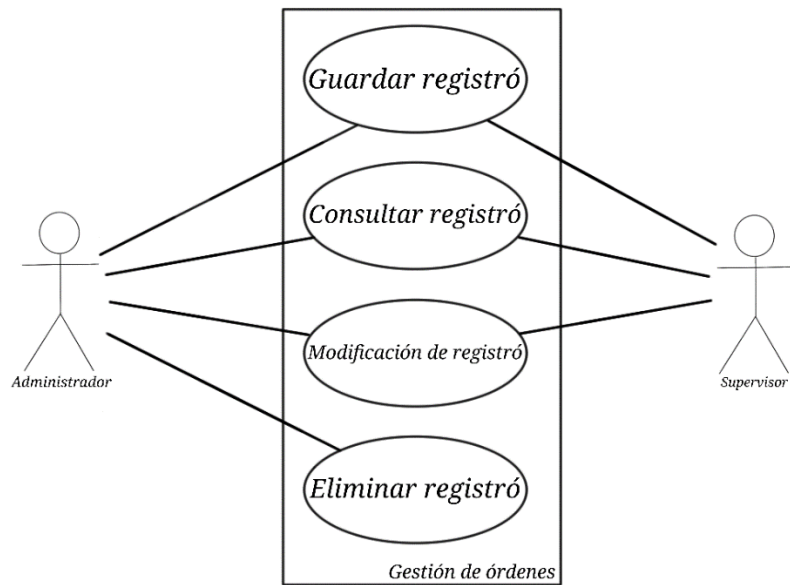 Guardar registró
Consultar registró
Modificación de registró
Eliminar registró
Administrador
Supervisor
Gestión de órdenes